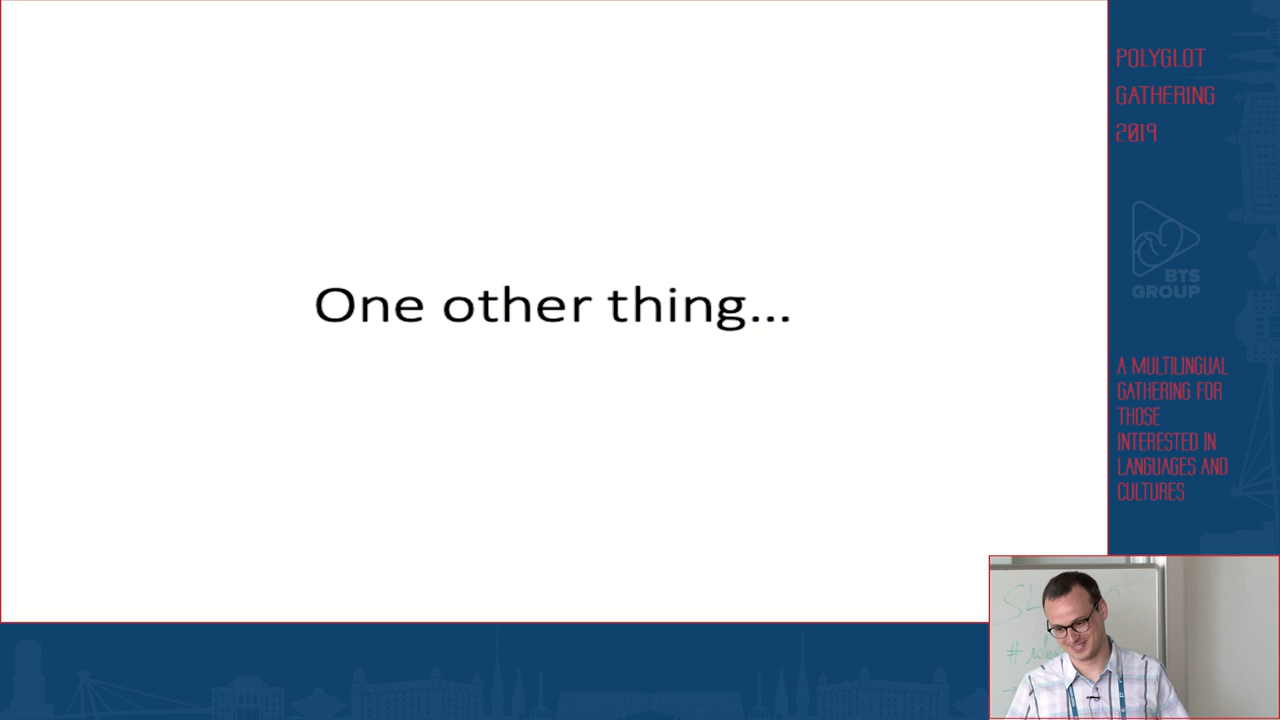 One other thing...
POLYGLOT
GATHERING
2019
BTS
GROUP
A MULTILINGUAL
GATHERING FOR
THOSE
INTERESTED IN
LANGUAGES AND
CULTURES